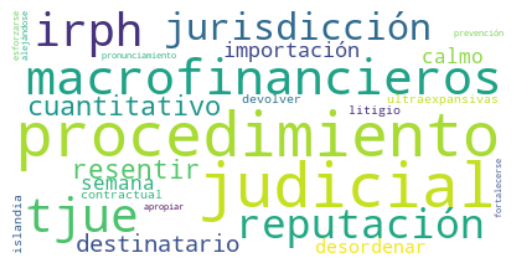 irph jurisdicción
importación calmo
macrofinancieros
cuantitativo devolver ultraexpansivas
litigio
procedimiento
resentir judicial
semana
contractual
tjue apropiar reputación
destinatario desordenar
esforzarse
alejándose
pronunciamiento
prevención
islandia
fortalecerse